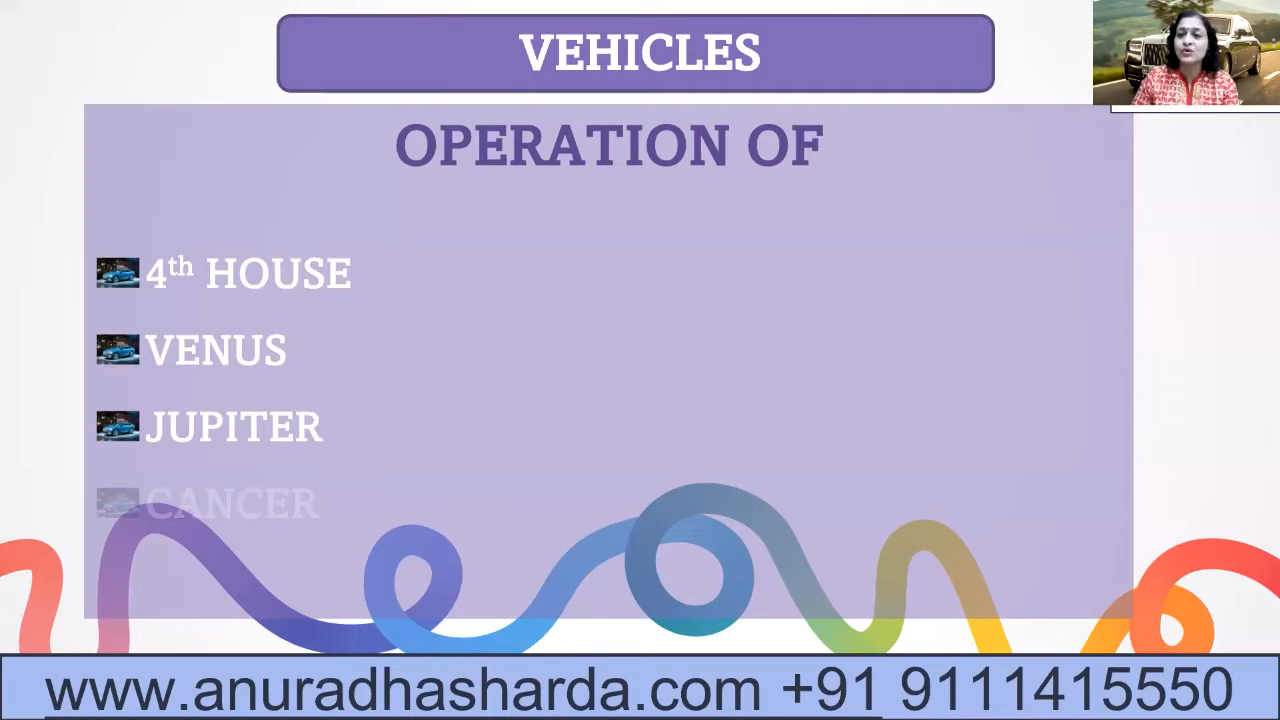 VEHICLES
OPERATION OF
4th HOUSE
VENUS
JUPITER
CANCER
www.anuradhasharda.com +91 9111415550